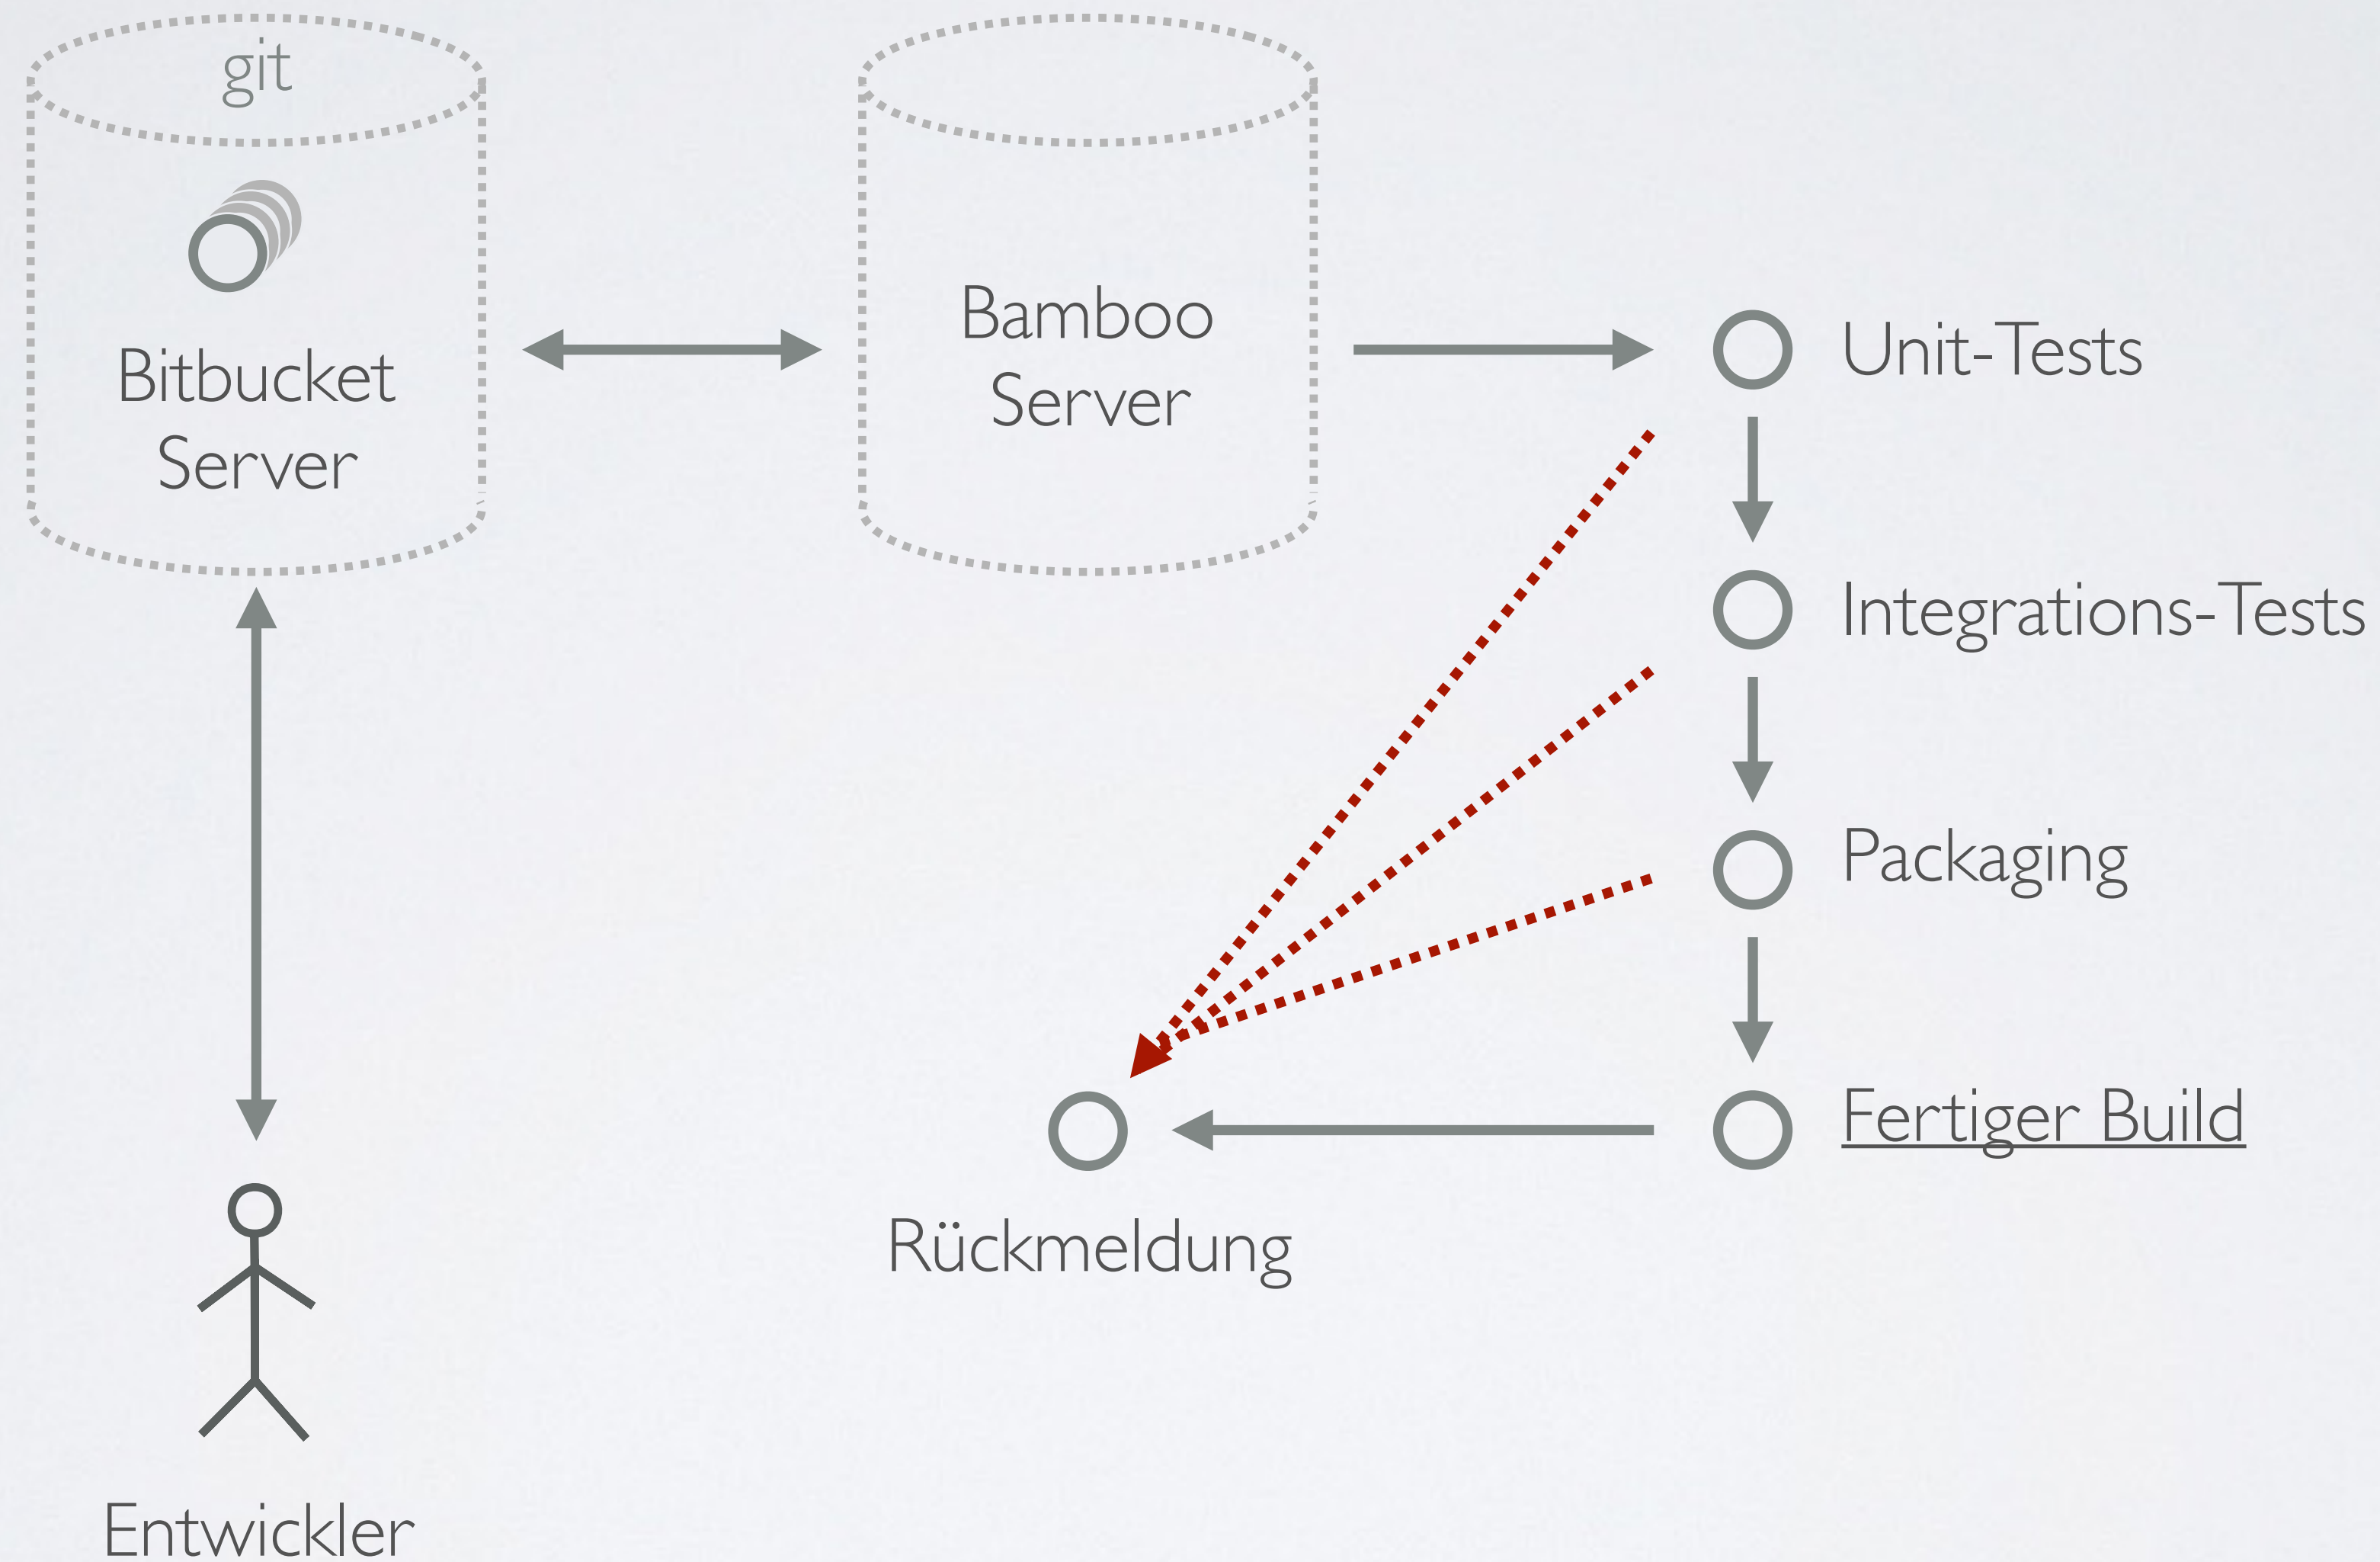 git
Bitbucket
Server
Bamboo
Server
Unit-Tests
Integrations-Tests
Packaging
Fertiger Build
Rückmeldung
Entwickler